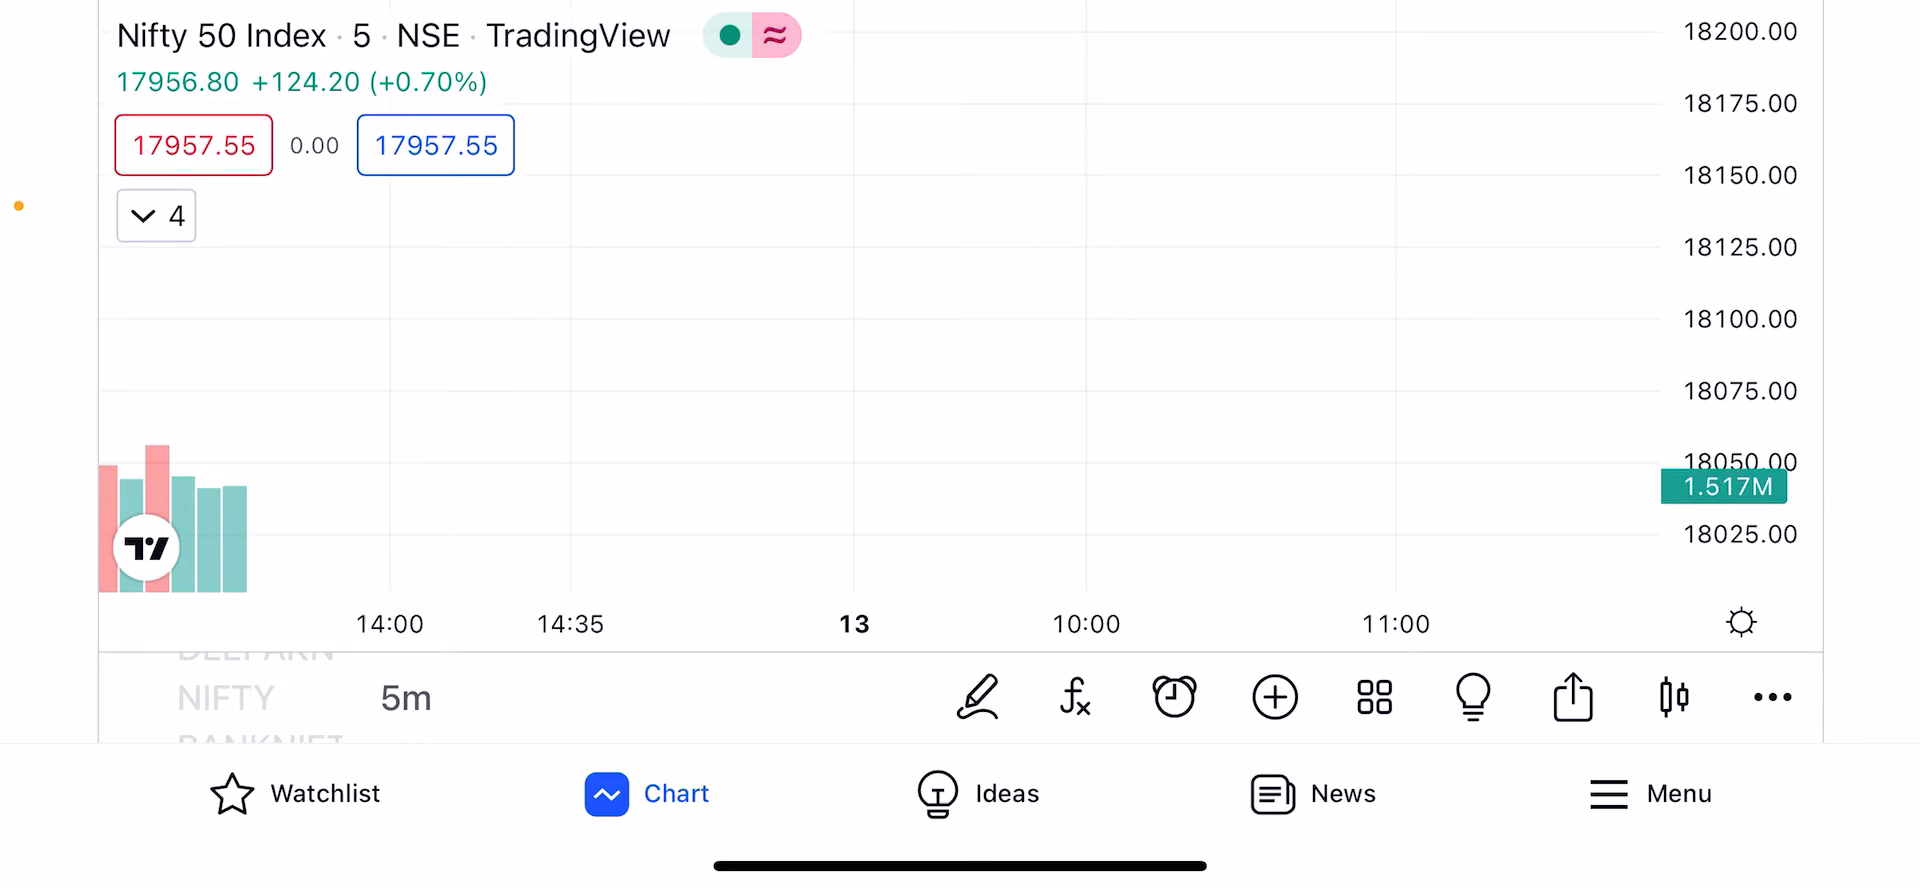 Nifty 50 Index · 5 · NSE · TradingView
17956.80 +124.20 (+0.70%)
17957.55 0.00 17957.55
4
18200.00
18175.00
18150.00
18125.00
18100.00
18075.00
18050.00
1.517M
18025.00
14:00 14:35 13 10:00 11:00
NIFTY 5m
Watchlist Chart Ideas News Menu